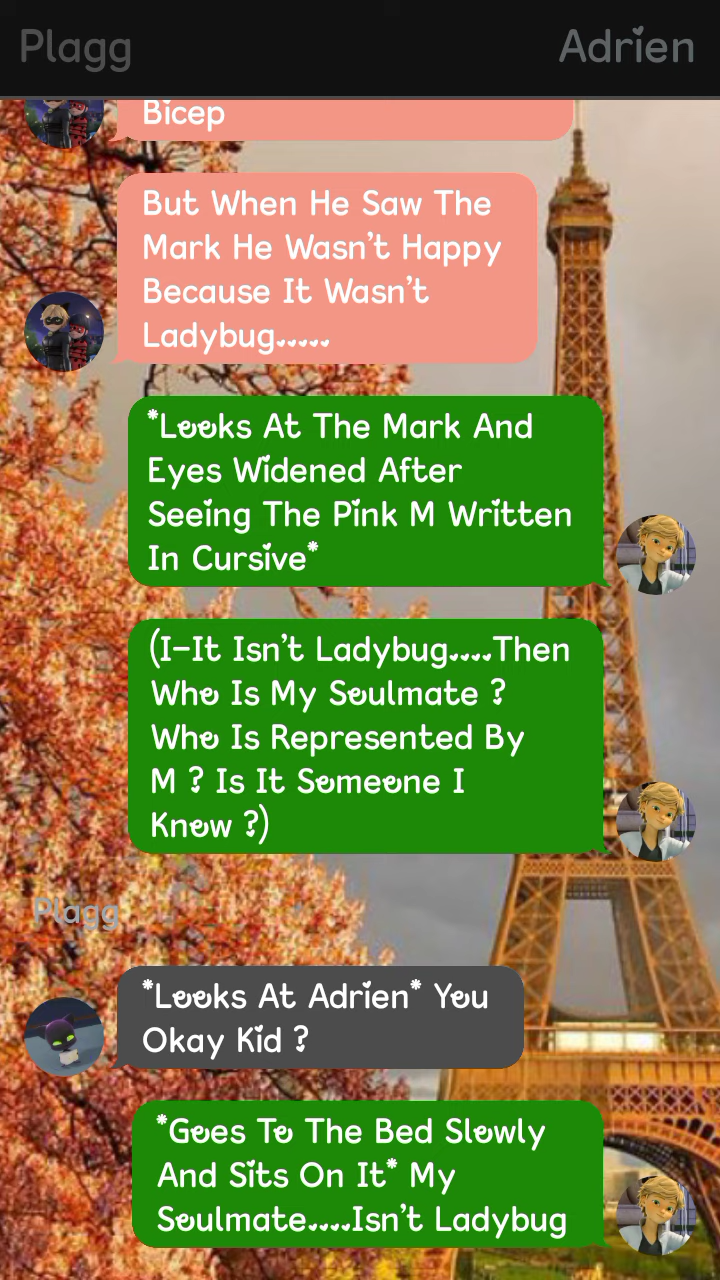 Plagg
Adrien
Bicep
But When He Saw The
Mark He Wasn't Happy
Because It Wasn't
Ladybug.....
*Looks At The Mark And
Eyes Widened After
Seeing The Pink M Written
In Cursive*
(I-It Isn't Ladybug....Then
Who Is My Soulmate ?
Who Is Represented By
M ? Is It Someone I
Know ?)
Plagg
*Looks At Adrien* You
Okay Kid ?
*Goes To The Bed Slowly
And Sits On It* My
Soulmate....Isn't Ladybug